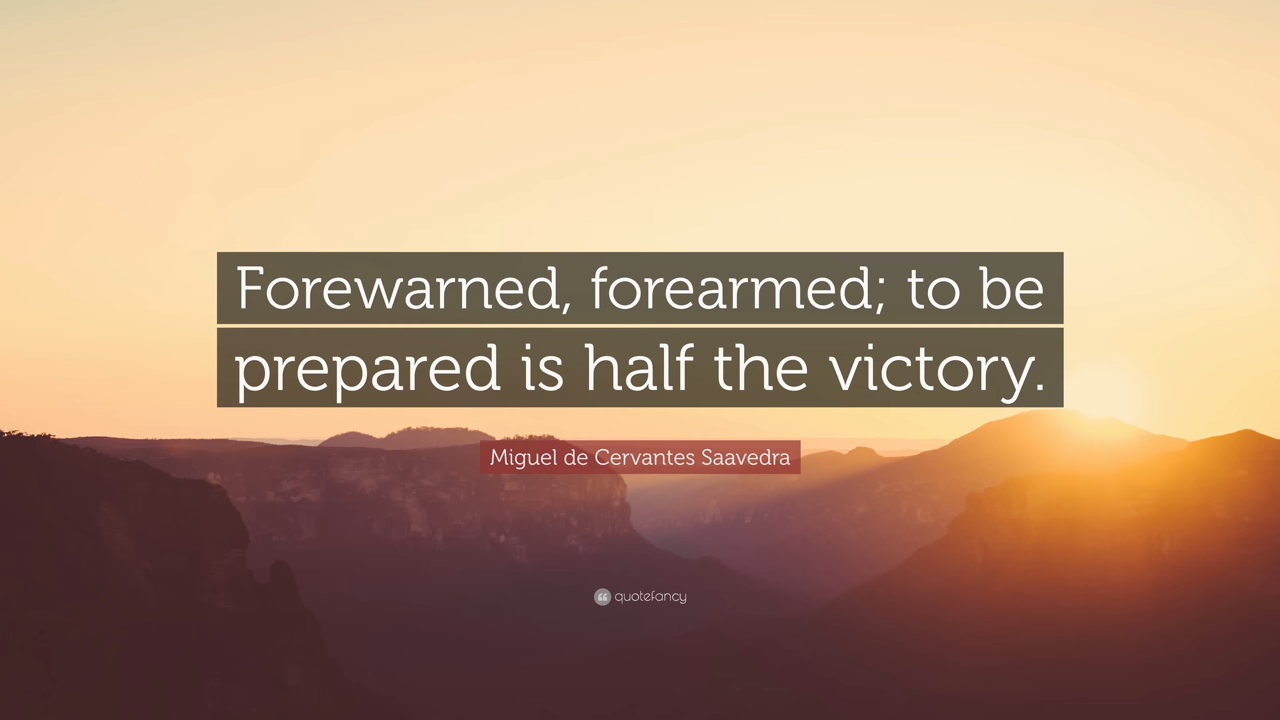 Forewarned, forearmed; to be
prepared is half the victory.
Miguel de Cervantes Saavedra
quotefancy